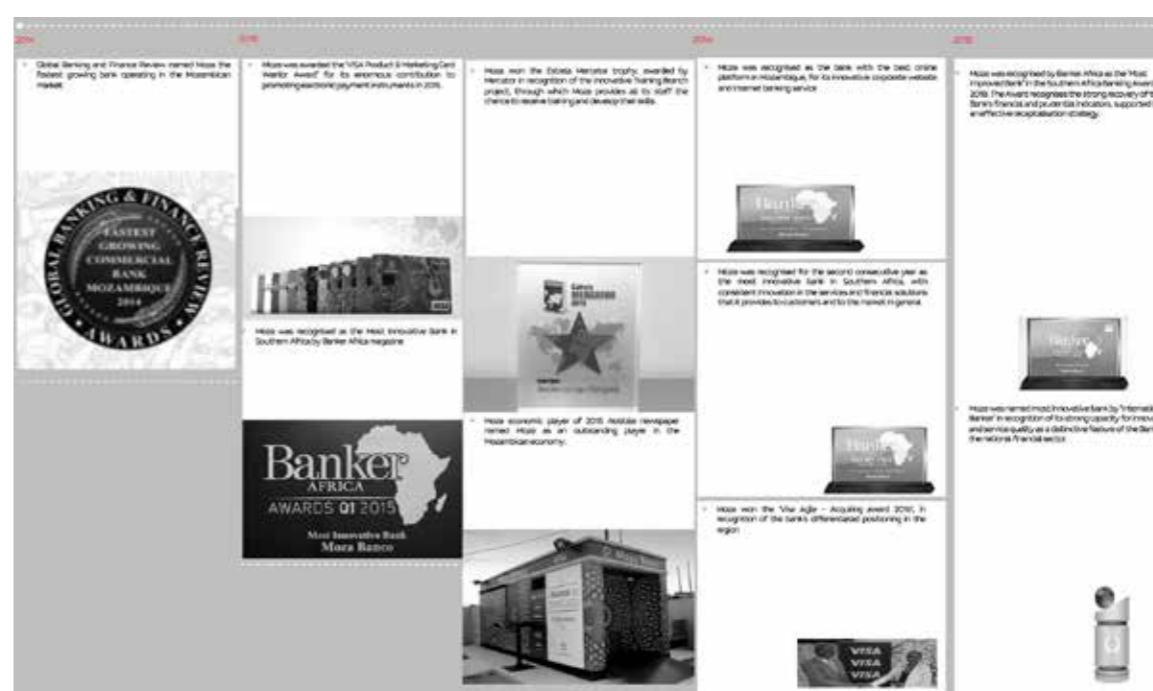 2014
Global Banking and Finance Review named Moza the
fastest growing bank operating in the Mozambican
market.
GLOBAL BANKING & FINANCE REVIEW
FASTEST
GROWING
COMMERCIAL
BANK
MOZAMBIQUE
2014
AWARDS
2015
Moza was awarded the 'VISA Product & Marketing Card
Award' for its enormous contribution to
promoting electronic payment instruments in 2015.
VISA
Moza was recognised as the Most Innovative Bank in
Southern Africa by Banker Africa magazine
Banker
AFRICA
AWARDS Q1 2015
Most Innovative Bank
Moza Banco
Moza won the Estrela Mercator trophy, awarded by
Mercator in recognition of the innovative Training Branch
project, through which Moza provides all its staff the
chance to receive training and develop their skills.
MERCATOR
2015
Moza economic player of 2015 newspaper
named Moza as an outstanding player in the
Mozambican economy.
Moza was recognised as the bank with the best online
platform in Mozambique, for its innovative corporate website
and internet banking service
Banker
Moza was recognised for the second consecutive year as
the most innovative bank in Southern Africa, with
consistent innovation in the services and financial solutions
that it provides to customers and to the market in general
Banker
Moza won the 'Visa Agile - Acquiring award 2016', in
recognition of the bank's differentiated positioning in the
region
VISA
VISA
VISA
Moza was recognised by Banker Africa as the 'Most
Improved Bank' in the Southern Africa Banking
2018. The Award recognises the strong recovery of
Bank's financial and prudential indicators, supported
an effective recapitalisation strategy.
Banker
Moza was named most innovative bank by
Banker' in recognition of its strong capacity for
and service quality as a distinctive feature of the
the national financial sector